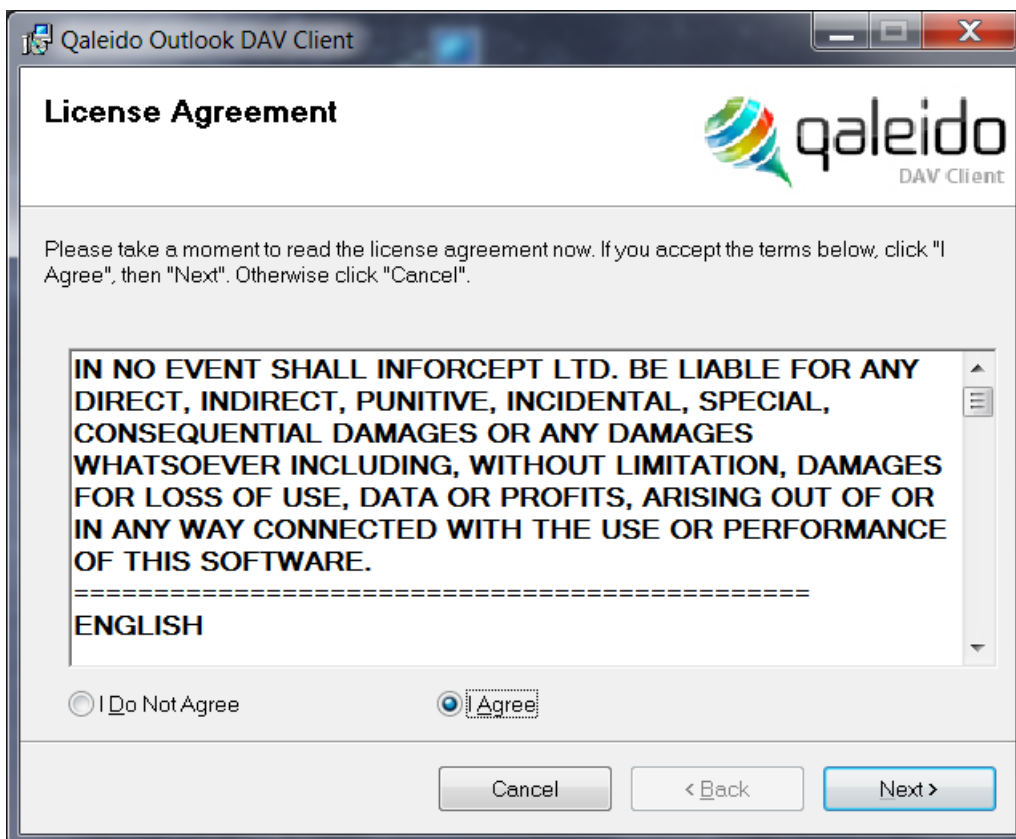 Qaleido Outlook DAV Client
License Agreement
qaleido
DAV Client
Please take a moment to read the license agreement now. If you accept the terms below, click "I
Agree", then "Next". Otherwise click "Cancel".
IN NO EVENT SHALL INFORCEPT LTD. BE LIABLE FOR ANY
DIRECT, INDIRECT, PUNITIVE, INCIDENTAL, SPECIAL,
CONSEQUENTIAL DAMAGES OR ANY DAMAGES
WHATSOEVER INCLUDING, WITHOUT LIMITATION, DAMAGES
FOR LOSS OF USE, DATA OR PROFITS, ARISING OUT OF OR
IN ANY WAY CONNECTED WITH THE USE OR PERFORMANCE
OF THIS SOFTWARE.
==============================================
ENGLISH
I Do Not Agree
I Agree
Cancel
< Back
Next >